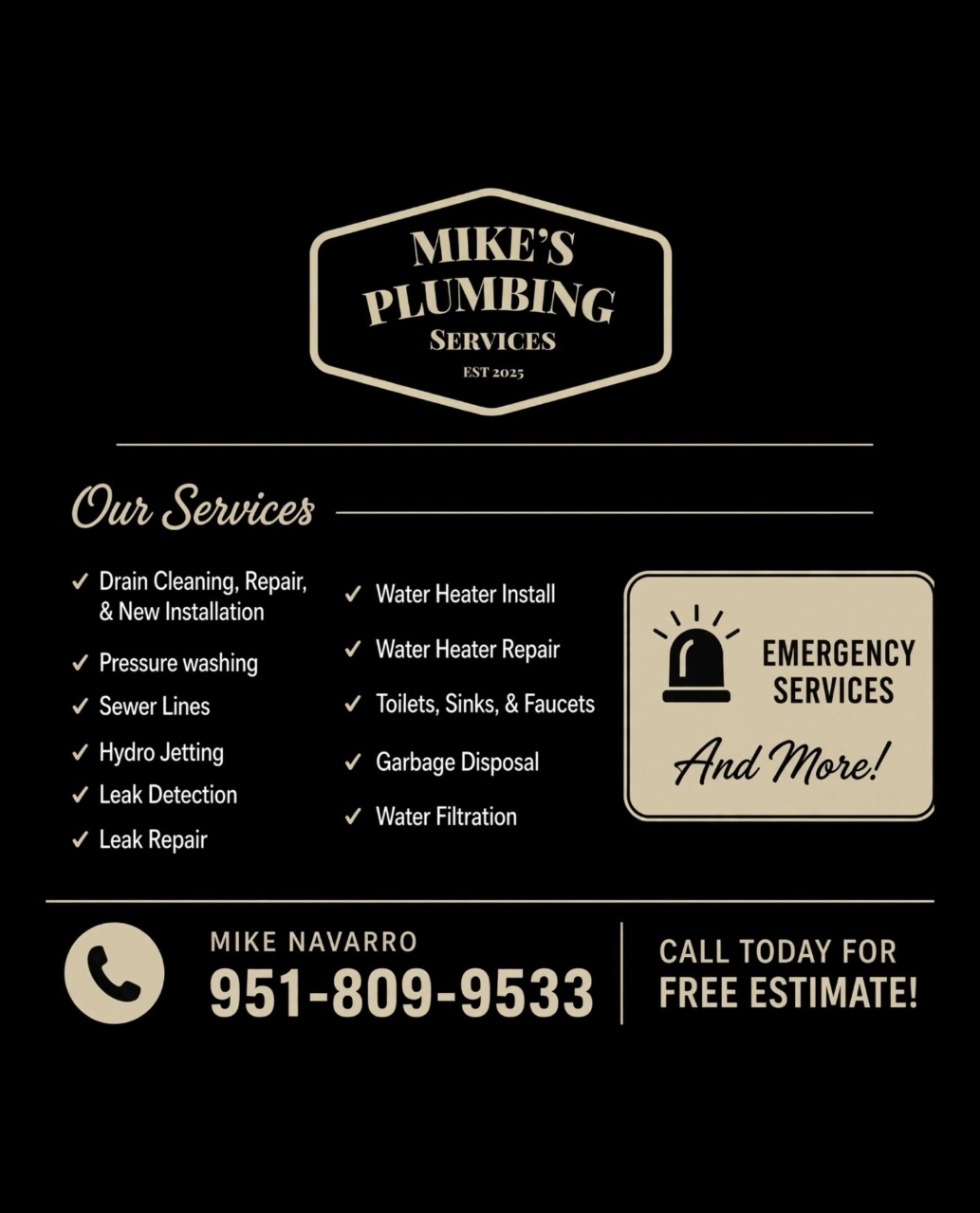 MIKE'S
PLUMBING
SERVICES
EST 2025
Our Services
Drain Cleaning, Repair,
& New Installation
Pressure washing
Sewer Lines
Hydro Jetting
Leak Detection
Leak Repair
Water Heater Install
Water Heater Repair
Toilets, Sinks, & Faucets
Garbage Disposal
Water Filtration
EMERGENCY
SERVICES
And More!
MIKE NAVARRO
951-809-9533
CALL TODAY FOR
FREE ESTIMATE!